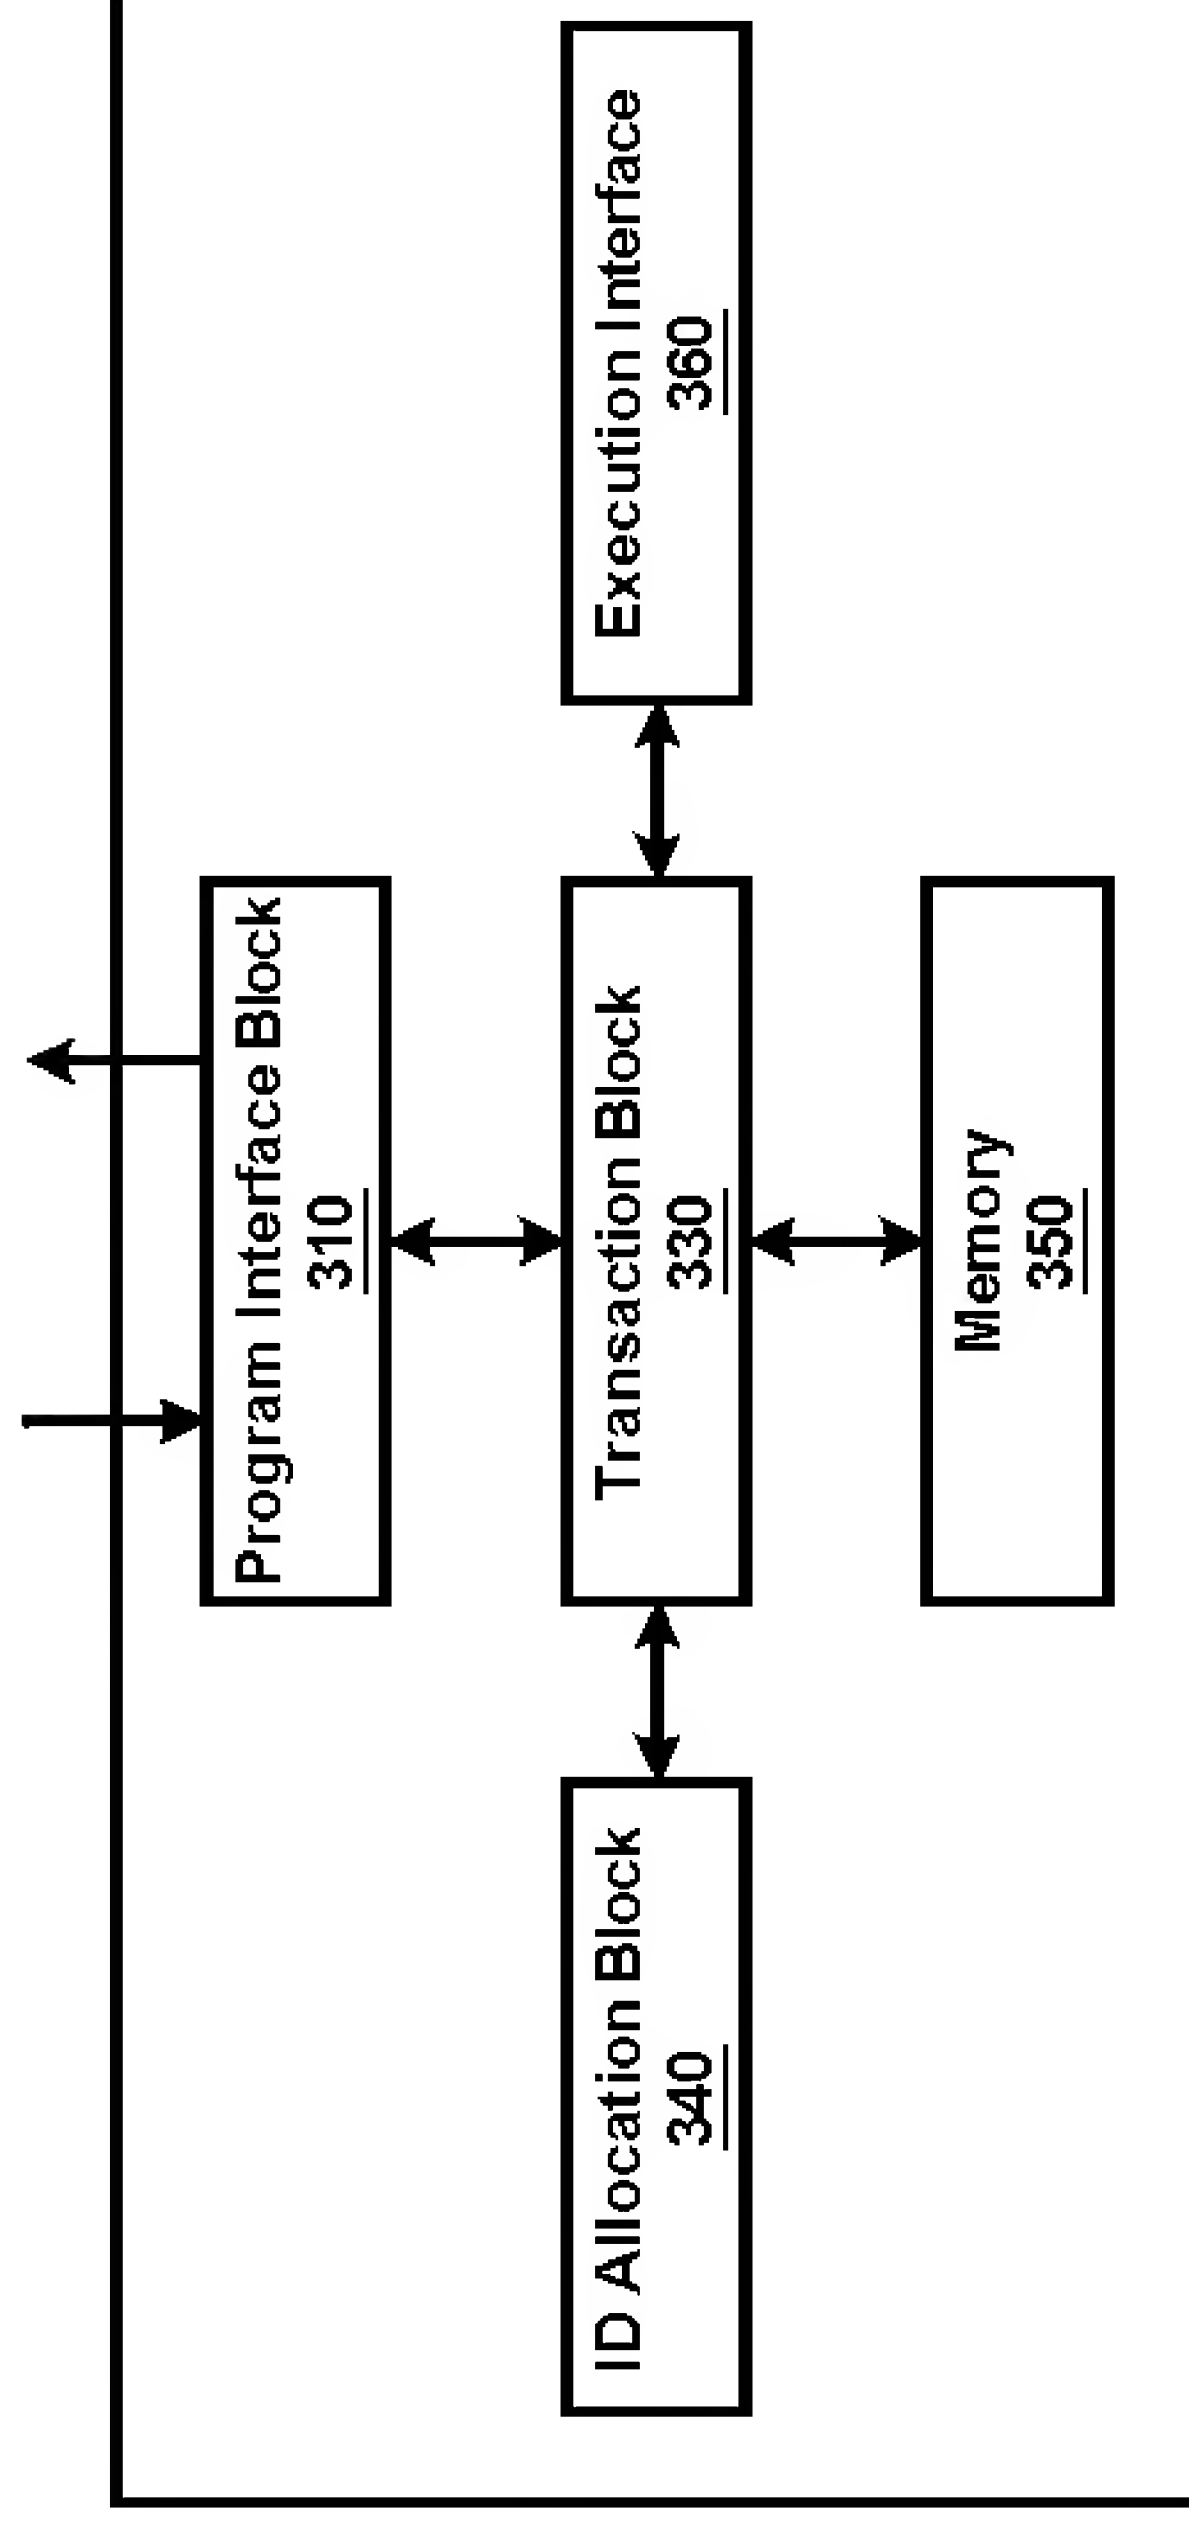 Program Interface Block
310
ID Allocation Block
340
Transaction Block
330
Execution Interface
360
Memory
350